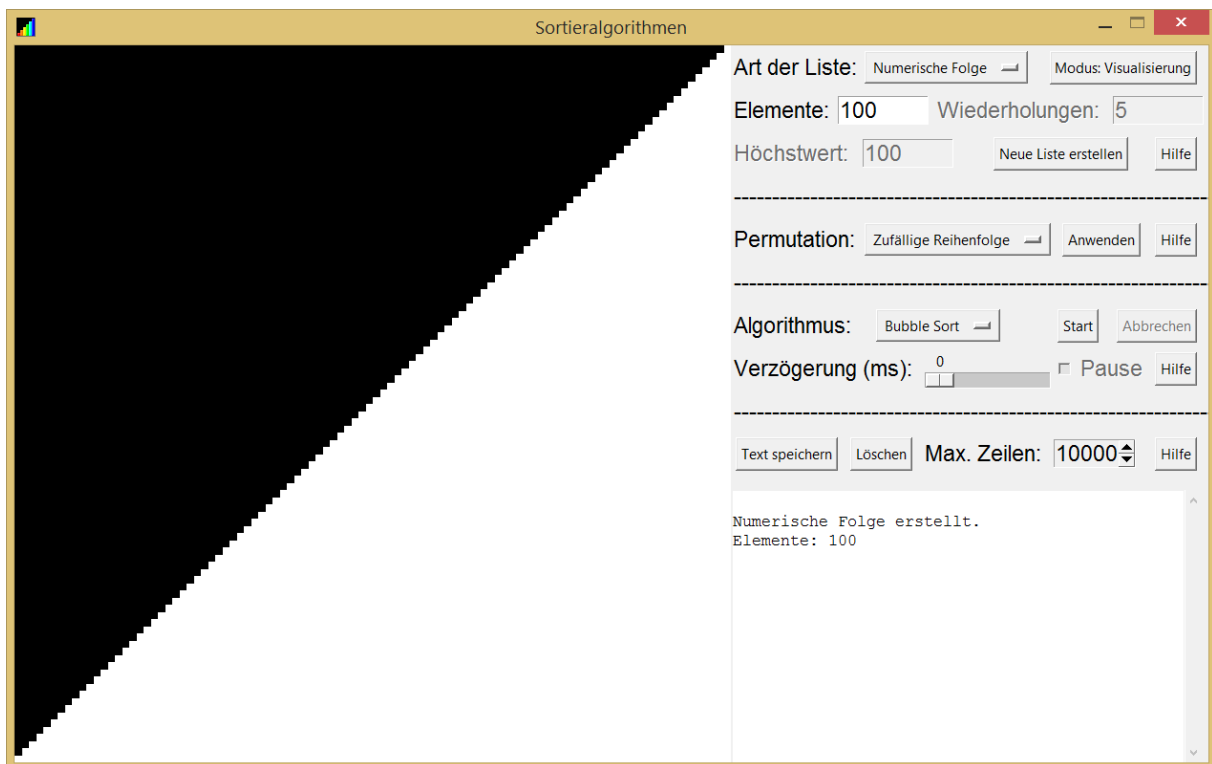 Sortieralgorithmen
Art der Liste: Numerische Folge Modus: Visualisierung
Elemente: 100 Wiederholungen: 5
Höchstwert: 100 Neue Liste erstellen Hilfe
Permutation: Zufällige Reihenfolge Anwenden Hilfe
Algorithmus: Bubble Sort Start Abbrechen
0
Verzögerung (ms): Pause Hilfe
Text speichern Löschen Max. Zeilen: 10000 Hilfe
Numerische Folge erstellt.
Elemente: 100